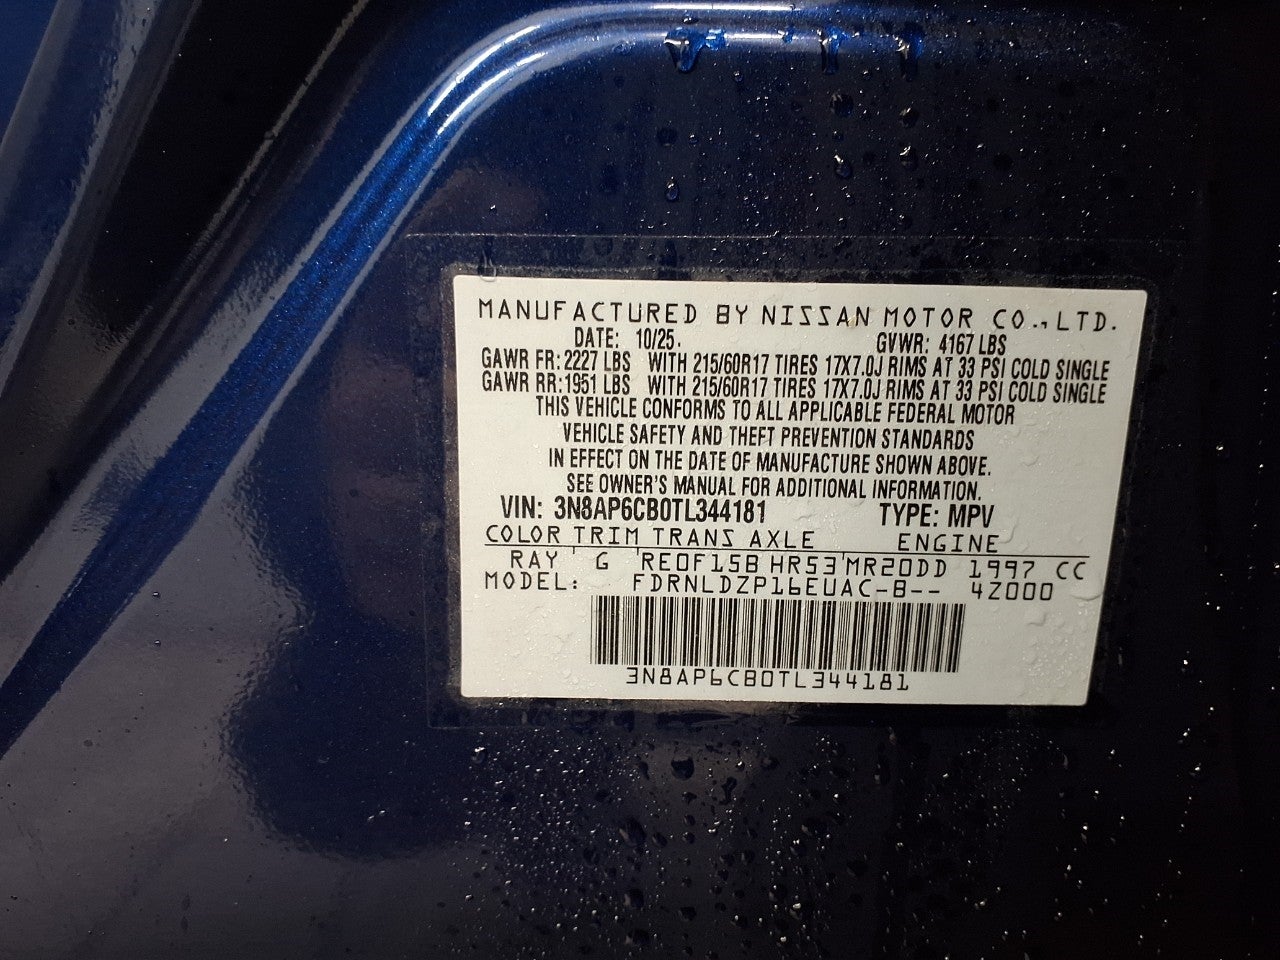 MANUFACTURED BY NISSAN MOTOR CO., LTD.
DATE: 10/25. GVWR: 4167 LBS
GAWR FR: 2227 LBS WITH 215/60R17 TIRES 17X7.0J RIMS AT 33 PSI COLD SINGLE
GAWR RR: 1951 LBS WITH 215/60R17 TIRES 17X7.0J RIMS AT 33 PSI COLD SINGLE
THIS VEHICLE CONFORMS TO ALL APPLICABLE FEDERAL MOTOR
VEHICLE SAFETY AND THEFT PREVENTION STANDARDS
IN EFFECT ON THE DATE OF MANUFACTURE SHOWN ABOVE.
SEE OWNER'S MANUAL FOR ADDITIONAL INFORMATION.
VIN: 3N8AP6CB0TL344181 TYPE: MPV
COLOR TRIM TRANS AXLE ENGINE
RAY ' G RE0F15B HR53'MR20DD 1997 CC
MODEL: FDRNLDZP16EUAC-B-- 4Z000
3N8AP6CB0TL344181